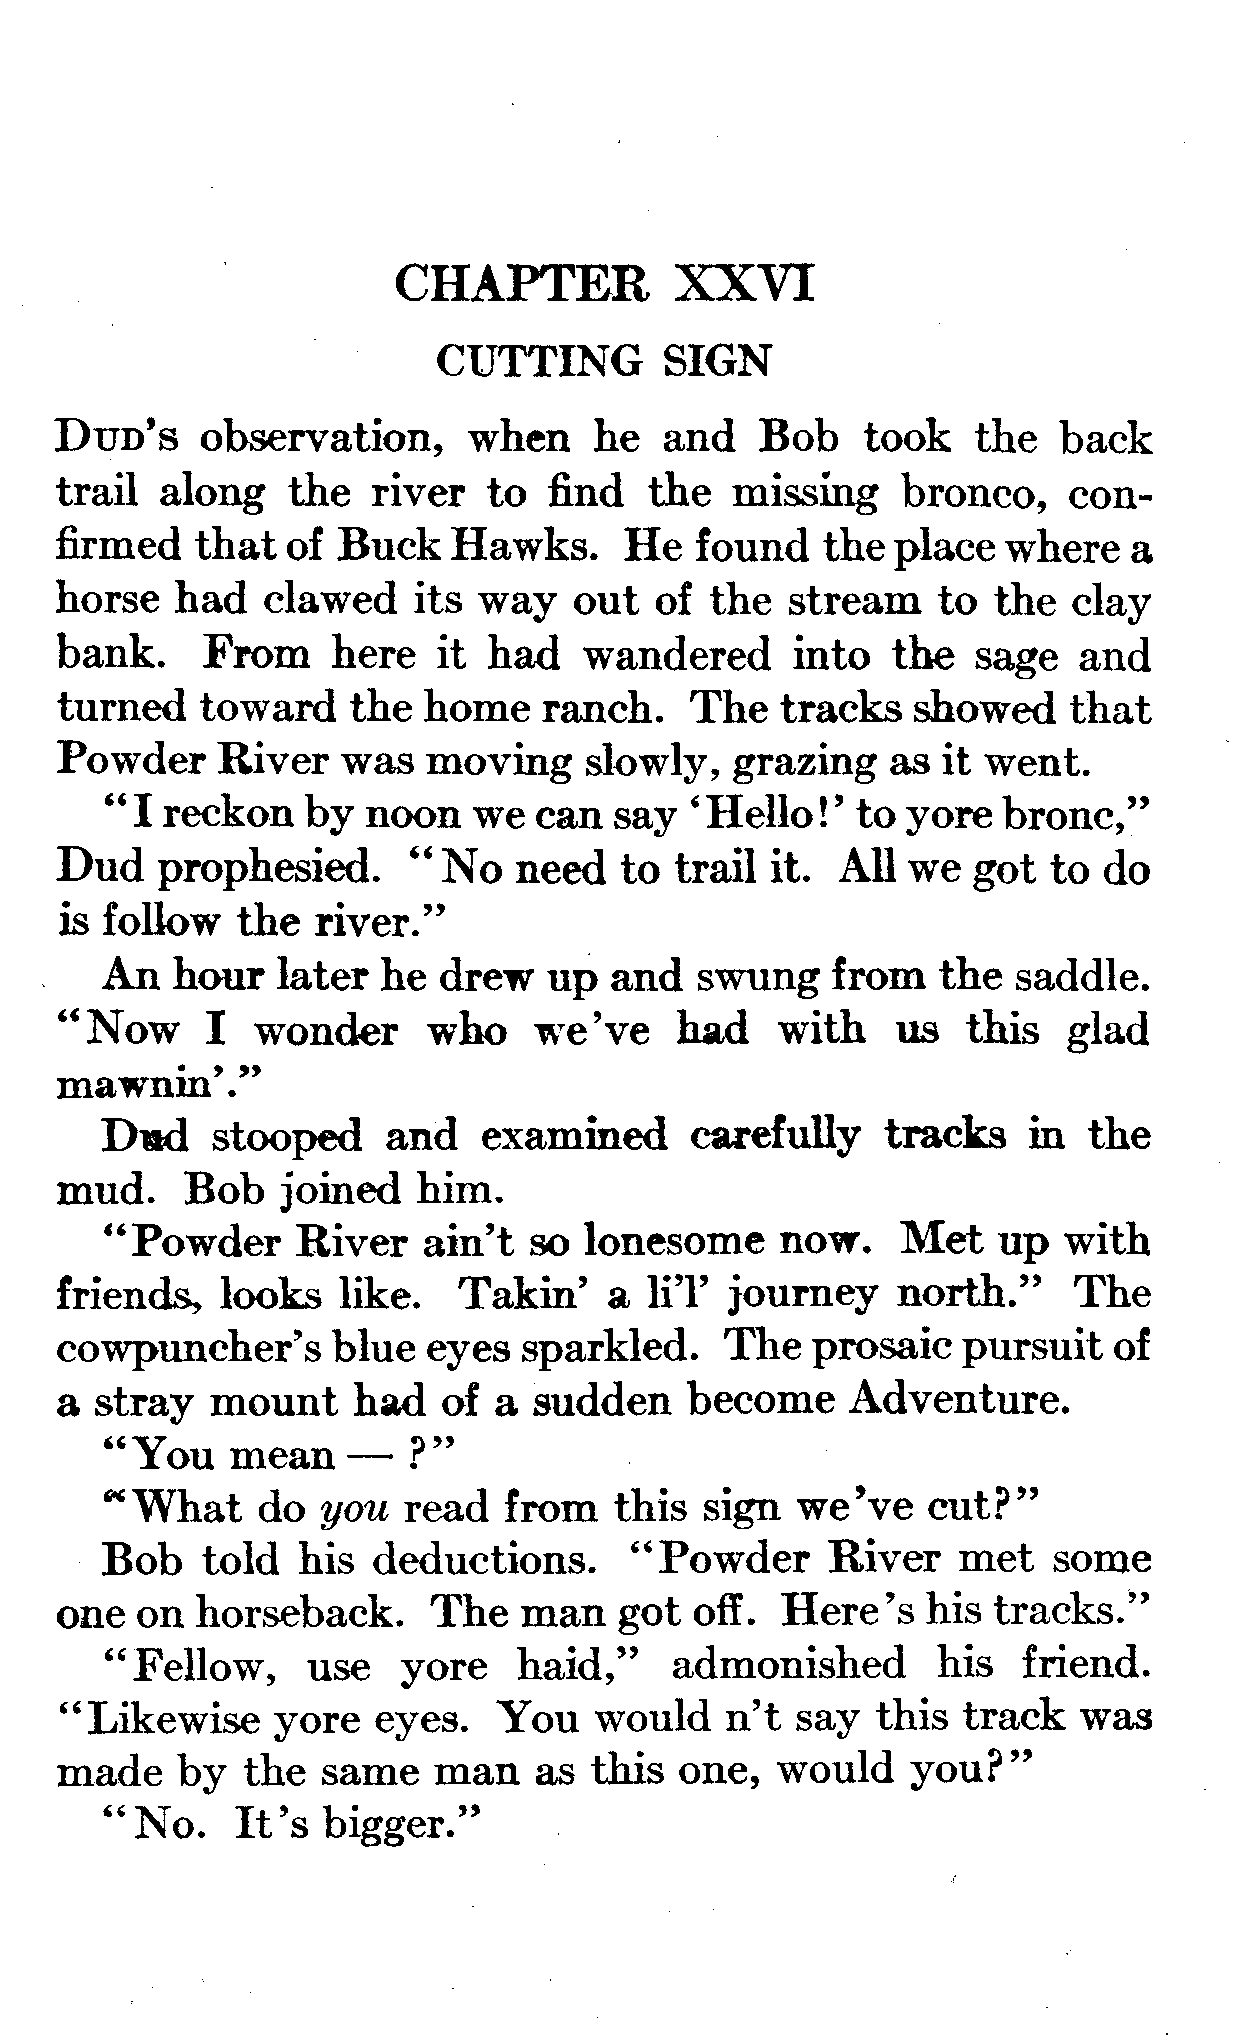 CHAPTER XXVI
CUTTING SIGN
DUD'S observation, when he and Bob took the back
trail along the river to find the missing bronco, con-
firmed that of Buck Hawks. He found the place where a
horse had clawed its way out of the stream to the clay
bank. From here it had wandered into the sage and
turned toward the home ranch. The tracks showed that
Powder River was moving slowly, grazing as it went.
"I reckon by noon we can say 'Hello!' to yore bronc,"
Dud prophesied. "No need to trail it. All we got to do
is follow the river."
An hour later he drew up and swung from the saddle.
"Now I wonder who we've had with us this glad
mawnin'."
Dud stooped and examined carefully tracks in the
mud. Bob joined him.
"Powder River ain't so lonesome now. Met up with
friends, looks like. Takin' a li'l' journey north." The
cowpuncher's blue eyes sparkled. The prosaic pursuit of
a stray mount had of a sudden become Adventure.
"You mean — ?"
"What do you read from this sign we've cut?"
Bob told his deductions. "Powder River met some
one on horseback. The man got off. Here's his tracks."
"Fellow, use yore haid," admonished his friend.
"Likewise yore eyes. You would n't say this track was
made by the same man as this one, would you?"
"No. It's bigger."